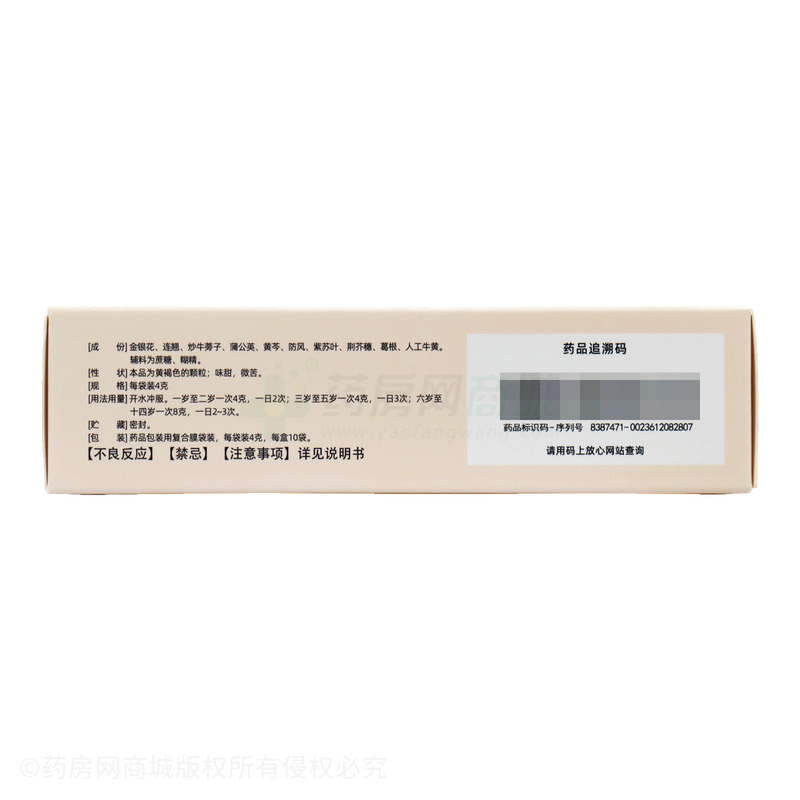 [成 份] 金银花、连翘、炒牛蒡子、蒲公英、黄芩、防风、紫苏叶、荆芥穗、葛根、人工牛黄。
辅料为蔗糖、糊精。
[性 状] 本品为黄褐色的颗粒；味甜，微苦。
[规 格] 每袋装4克
[用法用量] 开水冲服。一岁至二岁一次4克，一日2次；三岁至五岁一次4克，一日3次；六岁至
十四岁一次8克，一日2~3次。
[贮 藏] 密封。
[包 装] 药品包装用复合膜袋装，每袋装4克，每盒10袋。
【不良反应】【禁忌】【注意事项】详见说明书
药品追溯码
药品标识码-序列号 8387471-0023612082807
请用码上放心网站查询
药房网商城
www.yaofangwang.com
©药房网商城版权所有侵权必究